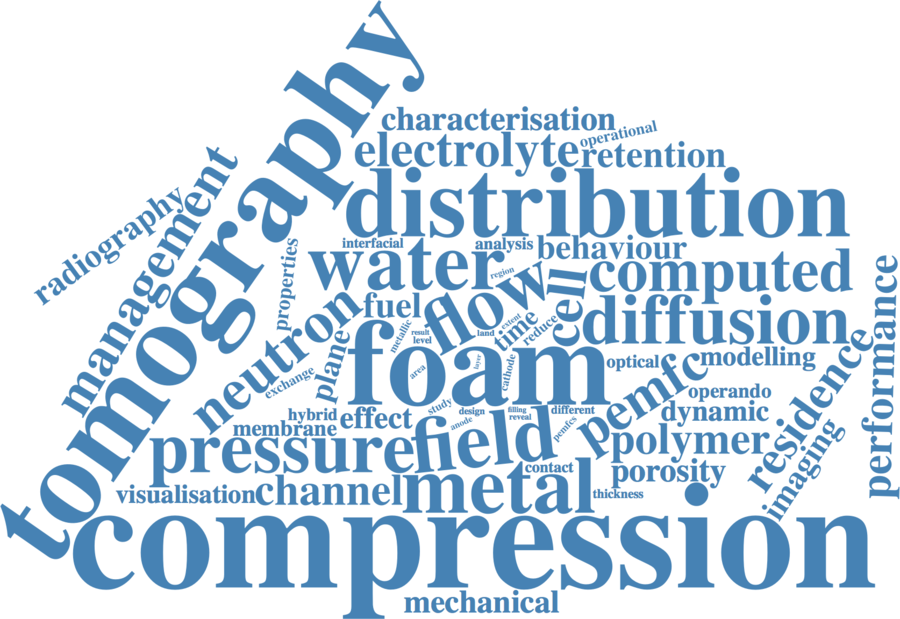 tomography
characterisation
operational
electrolyte
retention
distribution
management
radiography
interfacial
analysis
behaviour
properties
water
region
flow
cell
computed
fuel
neutron
metallic
result
level
land
extent
time
reduce
diffusion
performance
plane
foam
area
layer
cathode
optical
modelling
exchange
pemfc
operando
residence
hybrid
effect
study
design
filling
reveal
different
dynamic
membrane
anode
pemfcs
pressure
field
polymer
imaging
contact
porosity
visualisation
channel
metal
thickness
compression
mechanical